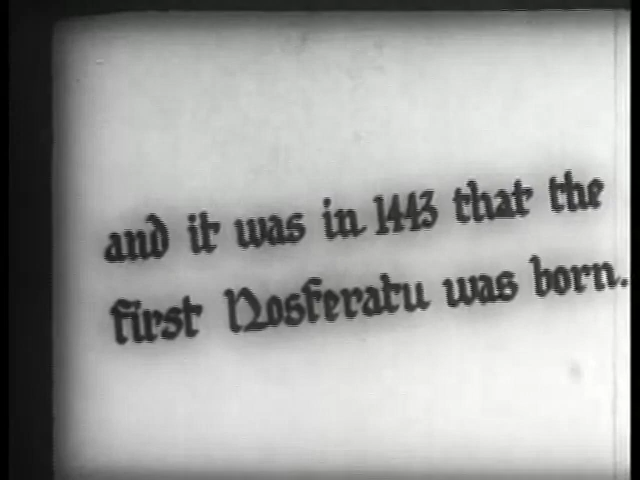 and it was in 1443 that the
first Nosferatu was born.